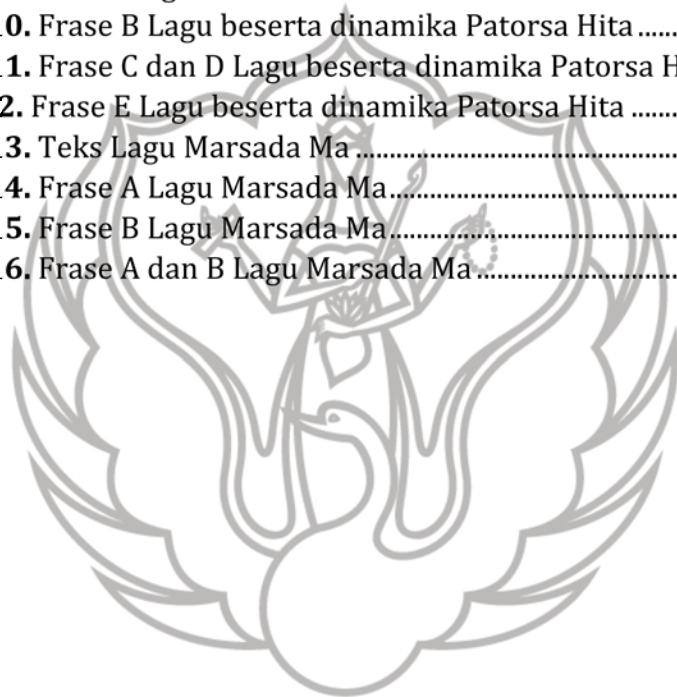 0. Frase B Lagu beserta dinamika Patorsa Hita ......
1. Frase C dan D Lagu beserta dinamika Patorsa H
2. Frase E Lagu beserta dinamika Patorsa Hita .......
3. Teks Lagu Marsada Ma ..............................................
4. Frase A Lagu Marsada Ma.........................................
5. Frase B Lagu Marsada Ma.........................................
6. Frase A dan B Lagu Marsada Ma ............................